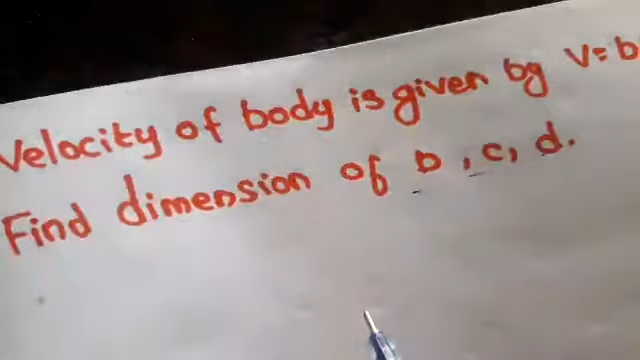 Velocity of body is given by V=b
Find dimension of b, c, d.